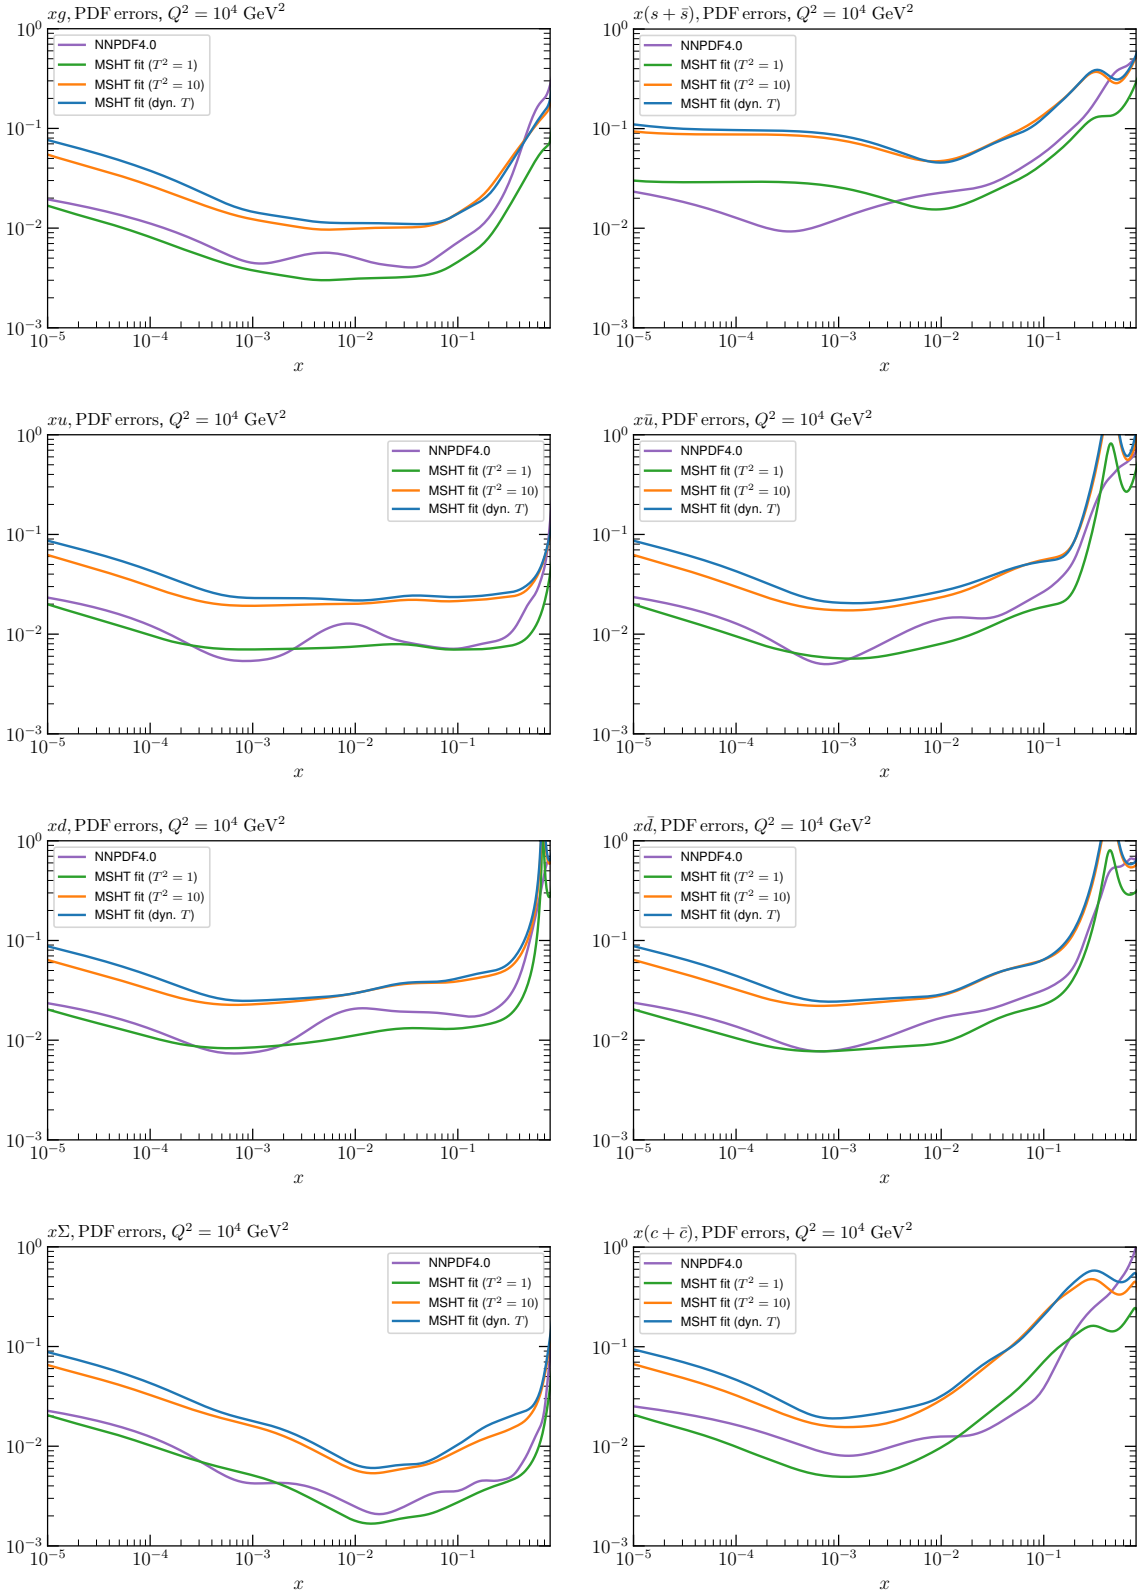 xg, PDF errors, Q² = 10⁴ GeV²
NNPDF4.0
MSHT fit (T² = 1)
MSHT fit (T² = 10)
MSHT fit (dyn. T)
10⁰
10⁻¹
10⁻²
10⁻³
10⁻⁵ 10⁻⁴ 10⁻³ 10⁻² 10⁻¹
x
x(s + s̄), PDF errors, Q² = 10⁴ GeV²
NNPDF4.0
MSHT fit (T² = 1)
MSHT fit (T² = 10)
MSHT fit (dyn. T)
10⁰
10⁻¹
10⁻²
10⁻³
10⁻⁵ 10⁻⁴ 10⁻³ 10⁻² 10⁻¹
x
xu, PDF errors, Q² = 10⁴ GeV²
NNPDF4.0
MSHT fit (T² = 1)
MSHT fit (T² = 10)
MSHT fit (dyn. T)
10⁰
10⁻¹
10⁻²
10⁻³
10⁻⁵ 10⁻⁴ 10⁻³ 10⁻² 10⁻¹
x
xū, PDF errors, Q² = 10⁴ GeV²
NNPDF4.0
MSHT fit (T² = 1)
MSHT fit (T² = 10)
MSHT fit (dyn. T)
10⁰
10⁻¹
10⁻²
10⁻³
10⁻⁵ 10⁻⁴ 10⁻³ 10⁻² 10⁻¹
x
xd, PDF errors, Q² = 10⁴ GeV²
NNPDF4.0
MSHT fit (T² = 1)
MSHT fit (T² = 10)
MSHT fit (dyn. T)
10⁰
10⁻¹
10⁻²
10⁻³
10⁻⁵ 10⁻⁴ 10⁻³ 10⁻² 10⁻¹
x
xd̄, PDF errors, Q² = 10⁴ GeV²
NNPDF4.0
MSHT fit (T² = 1)
MSHT fit (T² = 10)
MSHT fit (dyn. T)
10⁰
10⁻¹
10⁻²
10⁻³
10⁻⁵ 10⁻⁴ 10⁻³ 10⁻² 10⁻¹
x
xΣ, PDF errors, Q² = 10⁴ GeV²
NNPDF4.0
MSHT fit (T² = 1)
MSHT fit (T² = 10)
MSHT fit (dyn. T)
10⁰
10⁻¹
10⁻²
10⁻³
10⁻⁵ 10⁻⁴ 10⁻³ 10⁻² 10⁻¹
x
x(c + c̄), PDF errors, Q² = 10⁴ GeV²
NNPDF4.0
MSHT fit (T² = 1)
MSHT fit (T² = 10)
MSHT fit (dyn. T)
10⁰
10⁻¹
10⁻²
10⁻³
10⁻⁵ 10⁻⁴ 10⁻³ 10⁻² 10⁻¹
x